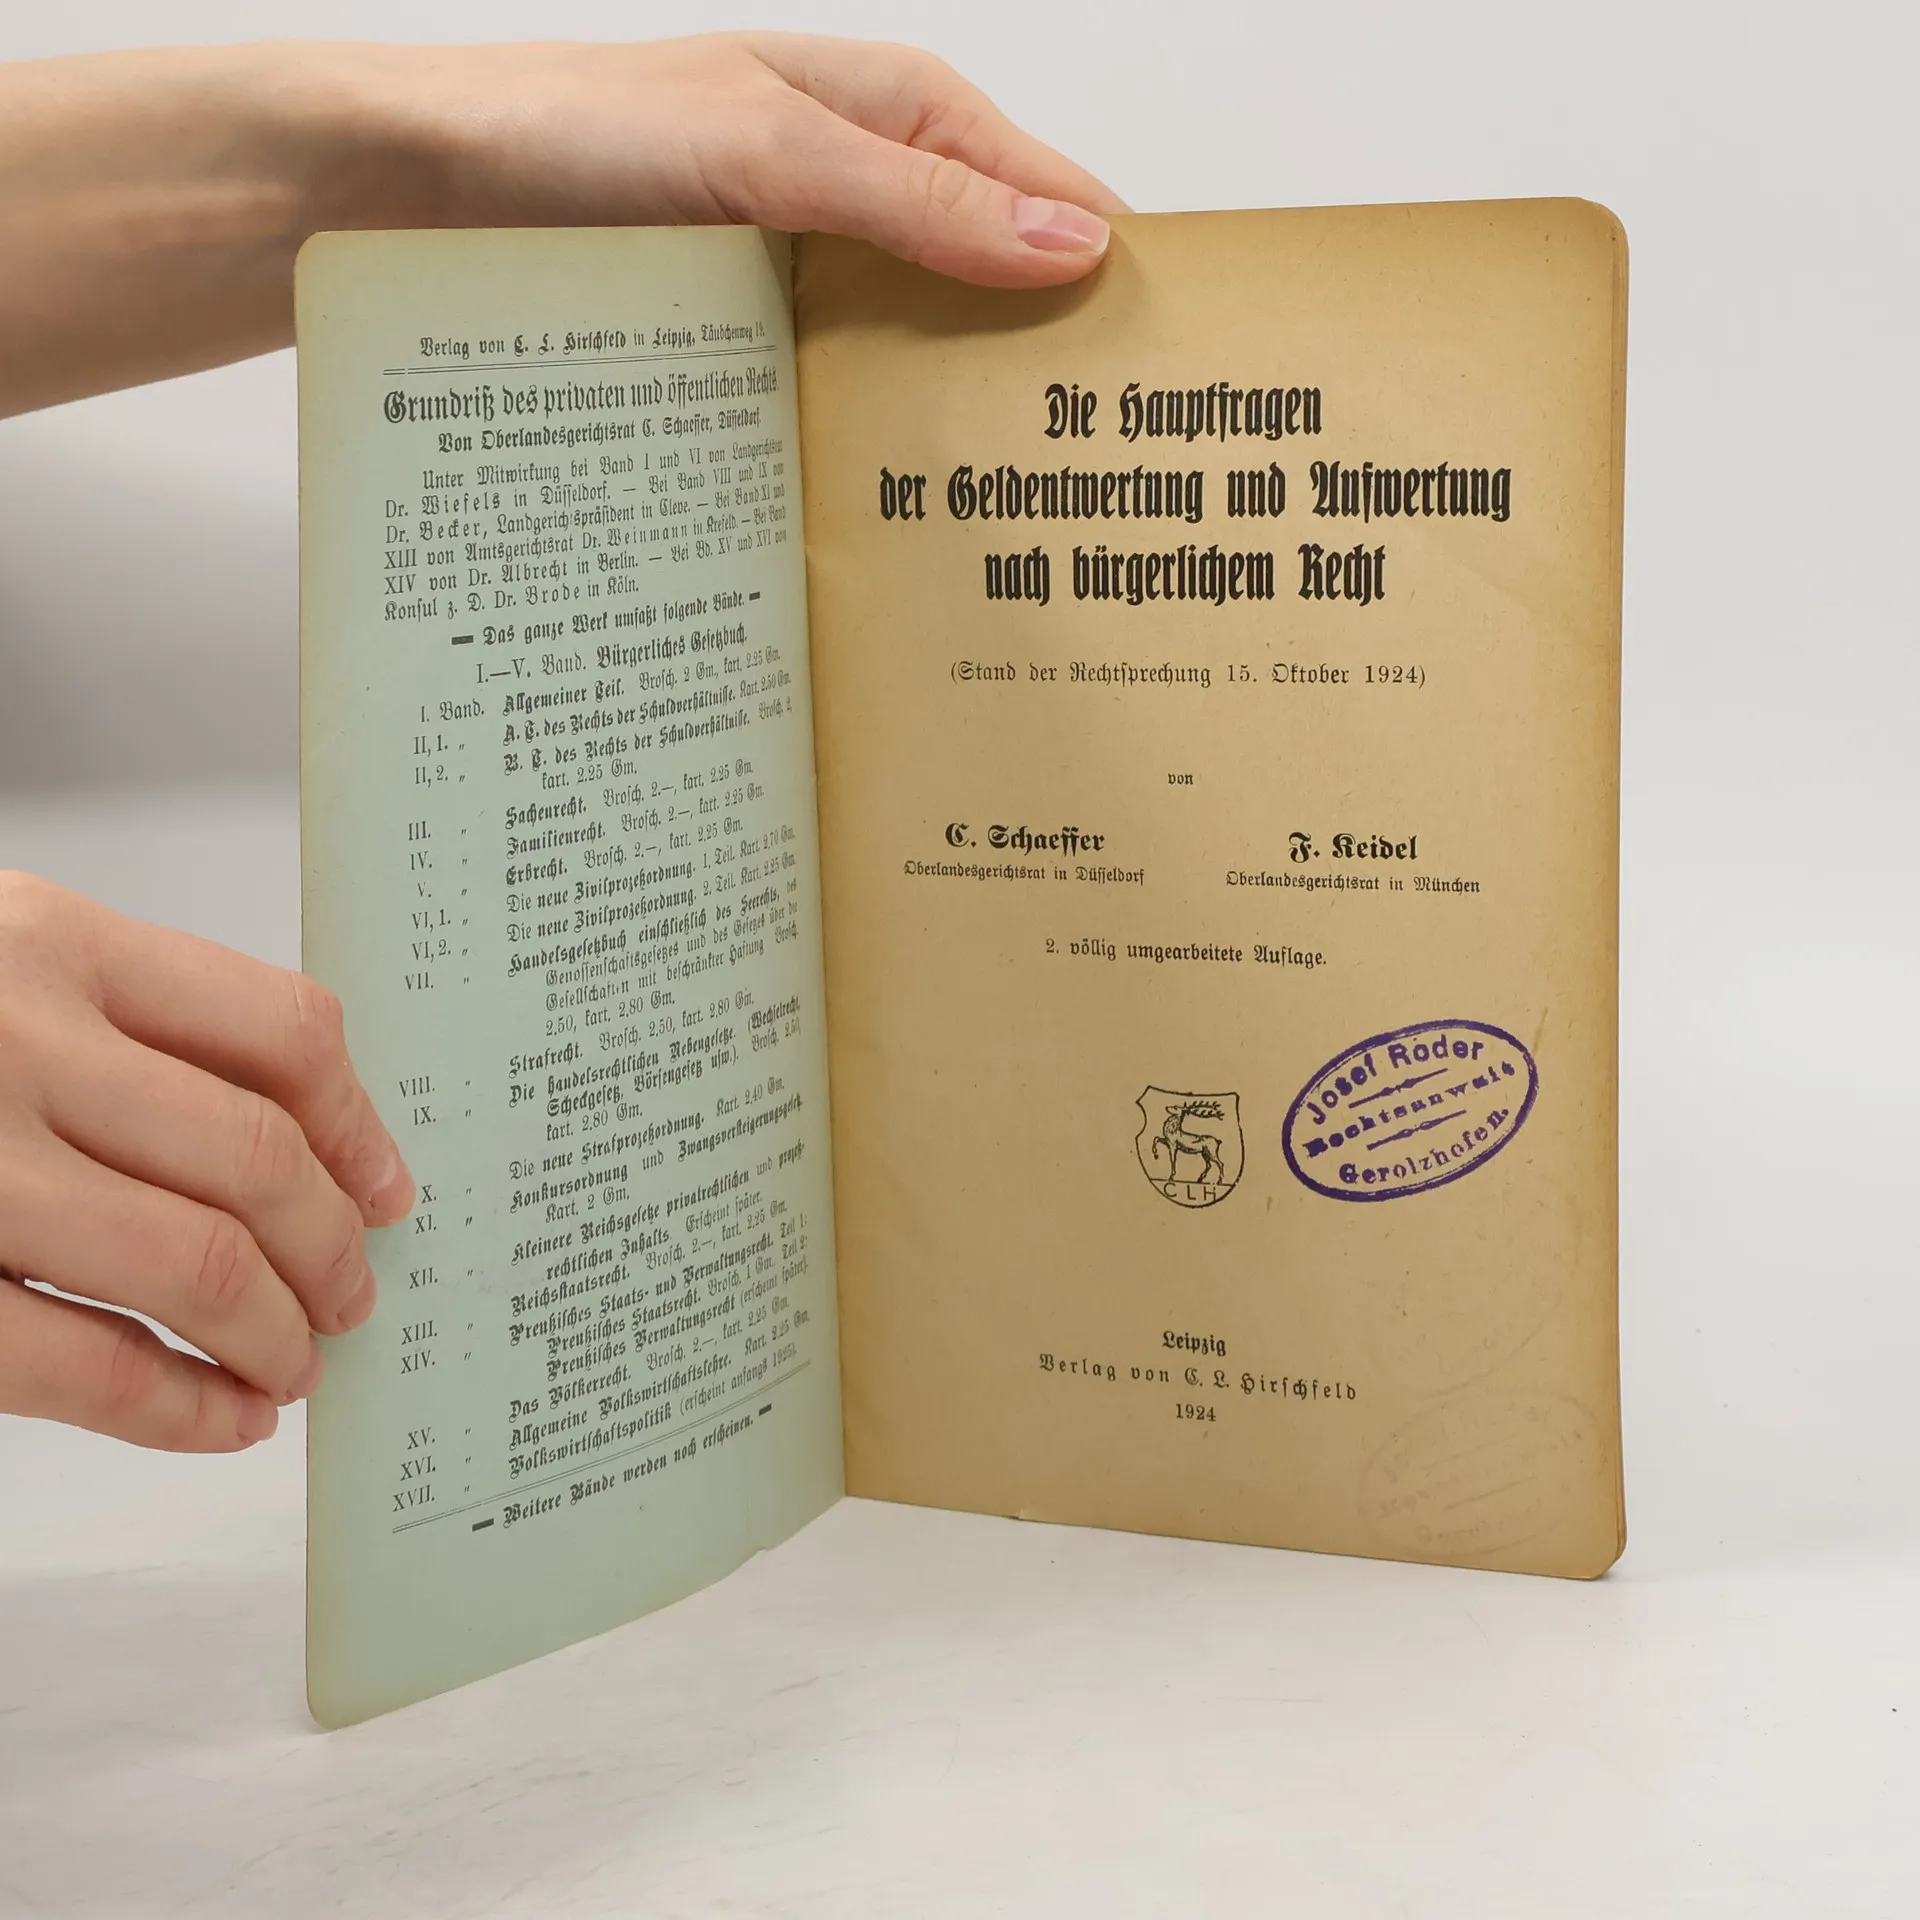 Verlag von C. L. Hirschfeld in Leipzig, Täubchenweg 19.
Grundriß des privaten und öffentlichen Rechts
Von Oberlandesgerichtsrat C. Schaeffer, Düsseldorf.
Unter Mitwirkung bei Band I und VI von Landgerichtsrat
Dr. Wiefels in Düsseldorf. — Bei Band VIII und IX von
Dr. Becker, Landgerichtspräsident in Cleve. — Bei Band XI und
XIII von Amtsgerichtsrat Dr. Weinmann in Krefeld. — Bei Band
XIV von Dr. Albrecht in Berlin. — Bei Bd. XV und XVI von
Konsul z. D. Dr. Brode in Köln.
— Das ganze Werk umfaßt folgende Bände. —
I.—V. Band. Bürgerliches Gesetzbuch.
I. Band. Allgemeiner Teil. Brosch. 2 Gm., kart. 2.25 Gm.
II, 1. „ A. T. des Rechts der Schuldverhältnisse. Kart. 2.50 Gm.
II, 2. „ B. T. des Rechts der Schuldverhältnisse. Brosch. 2,
kart. 2.25 Gm.
III. „ Sachenrecht. Brosch. 2.—, kart. 2.25 Gm.
IV. „ Familienrecht. Brosch. 2.—, kart. 2.25 Gm.
V. „ Erbrecht. Brosch. 2.—, kart. 2.25 Gm.
VI, 1. „ Die neue Zivilprozeßordnung. 1. Teil. Kart. 2.70 Gm.
VI, 2. „ Die neue Zivilprozeßordnung. 2. Teil. Kart. 2.25 Gm.
VII. „ Handelsgesetzbuch einschließlich des Seerechts, des
Genossenschaftsgesetzes und des Gesetzes über die
Gesellschaften mit beschränkter Haftung Brosch.
2.50, kart. 2.80 Gm.
VIII. „ Strafrecht. Brosch. 2.50, kart. 2.80 Gm.
IX. „ Die handelsrechtlichen Nebengesetze. (Wechselrecht,
Scheckgesetz, Börsengesetz usw.). Brosch. 2.50,
kart. 2.80 Gm.
X. „ Die neue Strafprozeßordnung. Kart. 2.40 Gm.
XI. „ Konkursordnung und Zwangsversteigerungsgesetz.
Kart. 2 Gm.
XII. „ Kleinere Reichsgesetze privatrechtlichen und prozeß-
rechtlichen Inhalts. Erscheint später.
XIII. „ Reichsstaatsrecht. Brosch. 2.—, kart. 2.25 Gm.
XIV. „ Preußisches Staats- und Verwaltungsrecht. Teil 1:
Preußisches Staatsrecht. Brosch. 1 Gm. Teil 2:
Preußisches Verwaltungsrecht (erscheint später).
XV. „ Das Völkerrecht. Brosch. 2.—, kart. 2.25 Gm.
XVI. „ Allgemeine Volkswirtschaftslehre. Kart. 2.25 Gm.
XVII. „ Volkswirtschaftspolitik (erscheint anfangs 1925).
— Weitere Bände werden noch erscheinen. —
Die Hauptfragen
der Geldentwertung und Aufwertung
nach bürgerlichem Recht
(Stand der Rechtsprechung 15. Oktober 1924)
von
C. Schaeffer
Oberlandesgerichtsrat in Düsseldorf
F. Keidel
Oberlandesgerichtsrat in München
2. völlig umgearbeitete Auflage.
Josef Röder
Rechtsanwalt
Gerolzhofen.
CLH
Leipzig
Verlag von C. L. Hirschfeld
1924